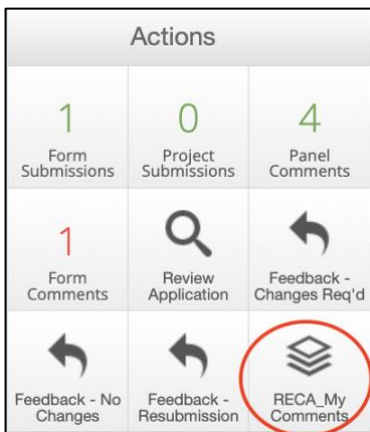 Actions
1
Form
Submissions
0
Project
Submissions
4
Panel
Comments
1
Form
Comments
Review
Application
Feedback -
Changes Req'd
Feedback - No
Changes
Feedback -
Resubmission
RECA_My
Comments